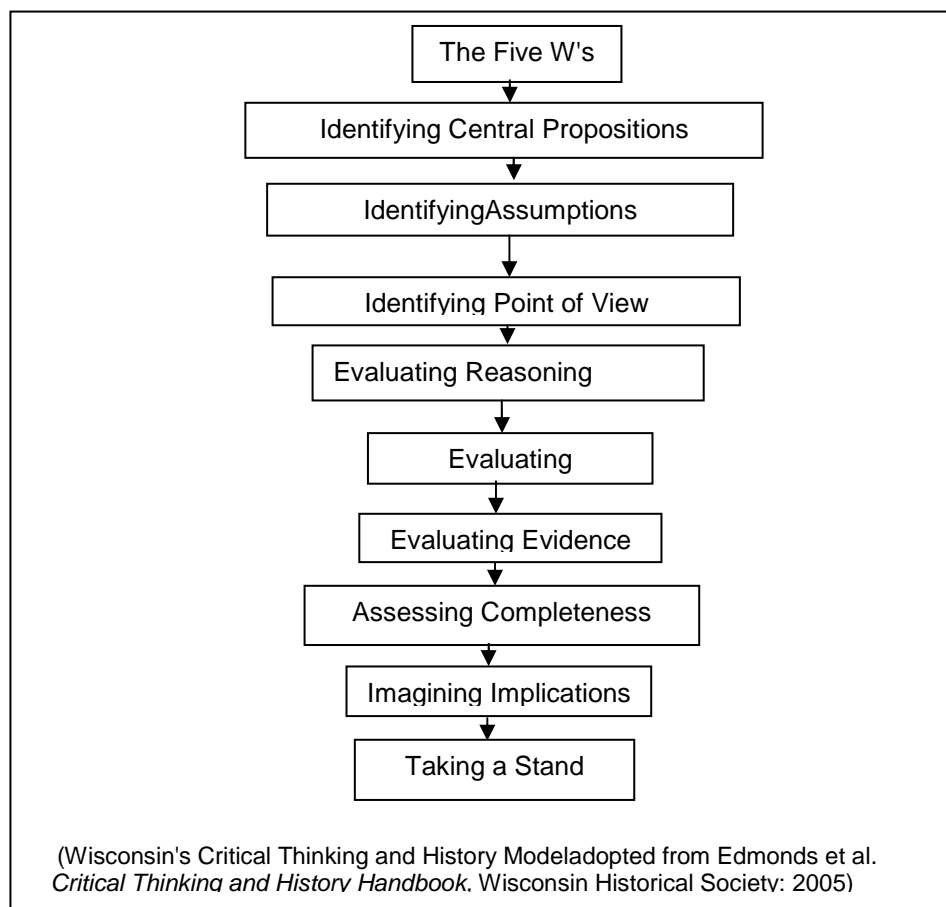 The Five W's
Identifying Central Propositions
IdentifyingAssumptions
Identifying Point of View
Evaluating Reasoning
Evaluating
Evaluating Evidence
Assessing Completeness
Imagining Implications
Taking a Stand
(Wisconsin's Critical Thinking and History Modeladopted from Edmonds et al.
Critical Thinking and History Handbook, Wisconsin Historical Society: 2005)